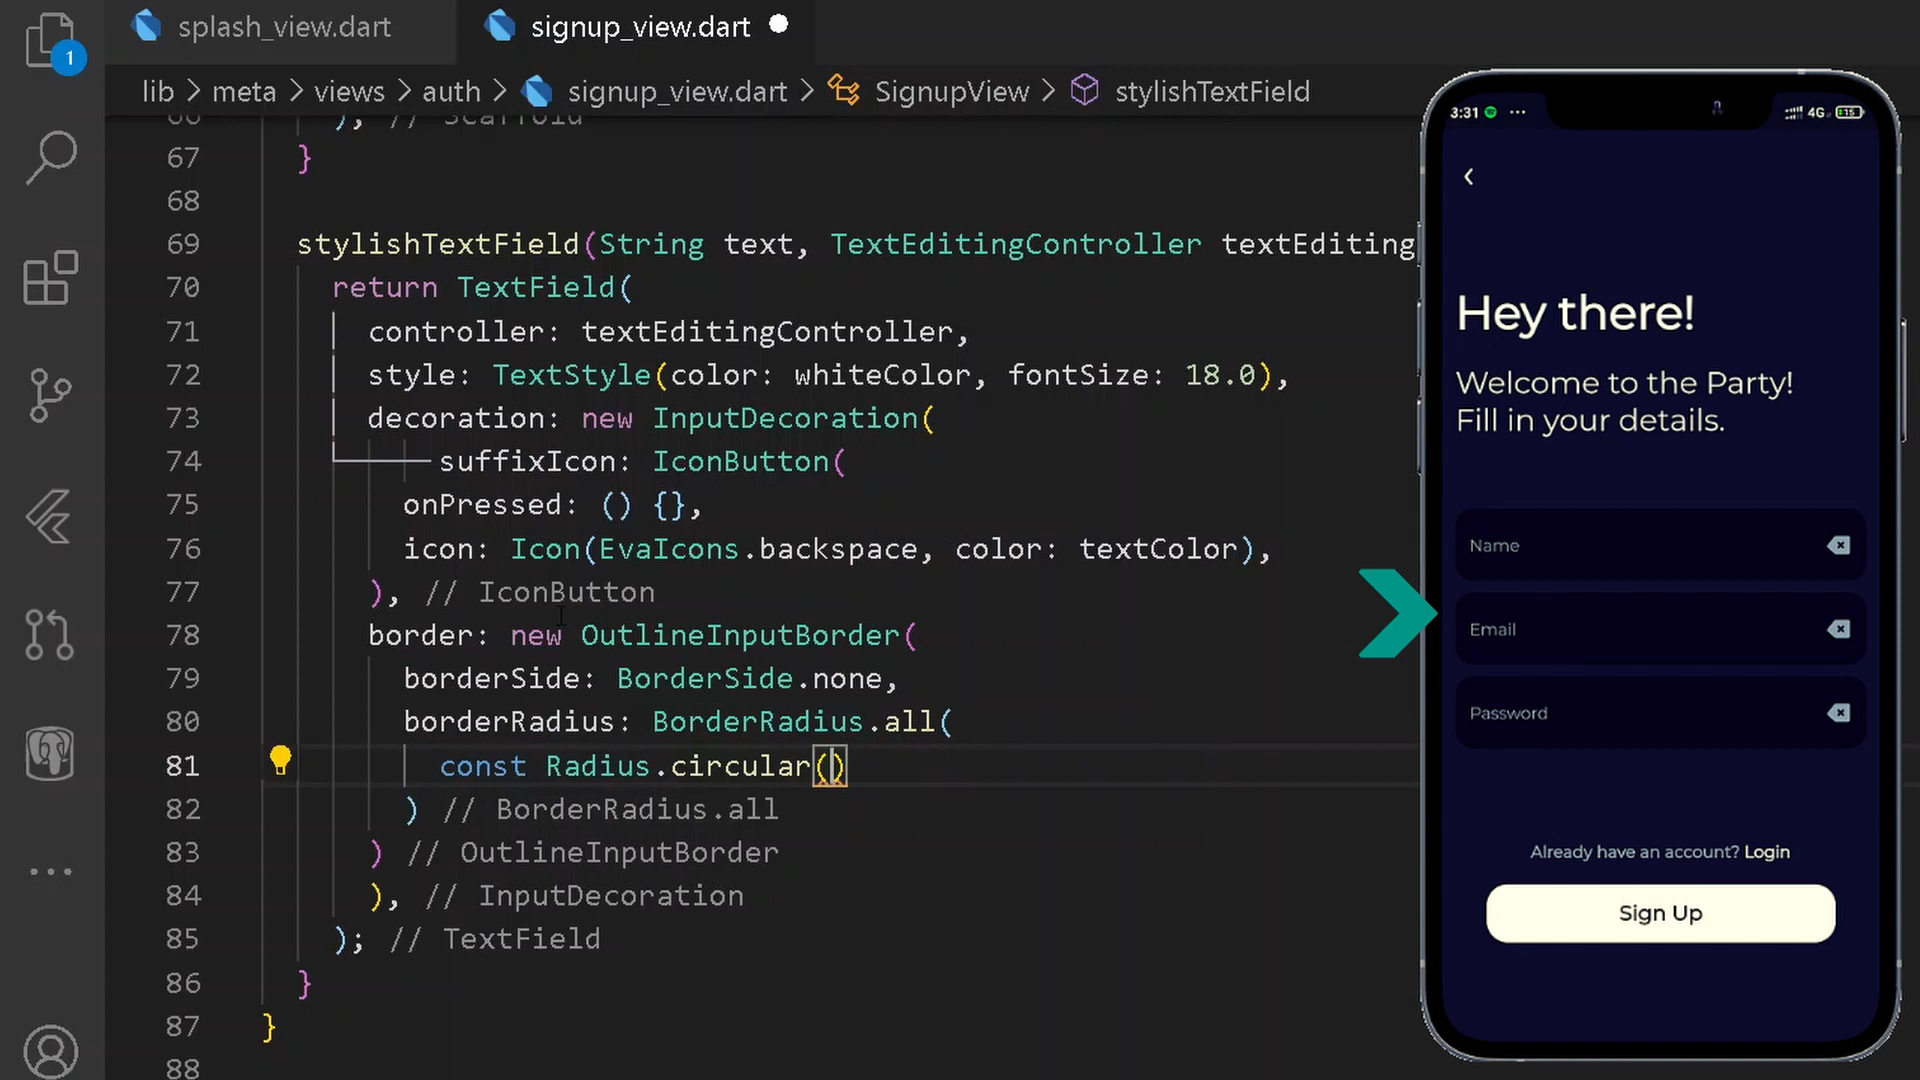 splash_view.dart
signup_view.dart
1
lib > meta > views > auth > signup_view.dart > SignupView > stylishTextField
66 ), // Scaffold
67 }
68
69 stylishTextField(String text, TextEditingController textEditing
70 return TextField(
71 controller: textEditingController,
72 style: TextStyle(color: whiteColor, fontSize: 18.0),
73 decoration: new InputDecoration(
74 suffixIcon: IconButton(
75 onPressed: () {},
76 icon: Icon(EvaIcons.backspace, color: textColor),
77 ), // IconButton
78 border: new OutlineInputBorder(
79 borderSide: BorderSide.none,
80 borderRadius: BorderRadius.all(
81 const Radius.circular()
82 ) // BorderRadius.all
83 ) // OutlineInputBorder
84 ), // InputDecoration
85 ); // TextField
86 }
87 }
88
3:31 ... 4G 15
Hey there!
Welcome to the Party!
Fill in your details.
Name
Email
Password
Already have an account? Login
Sign Up